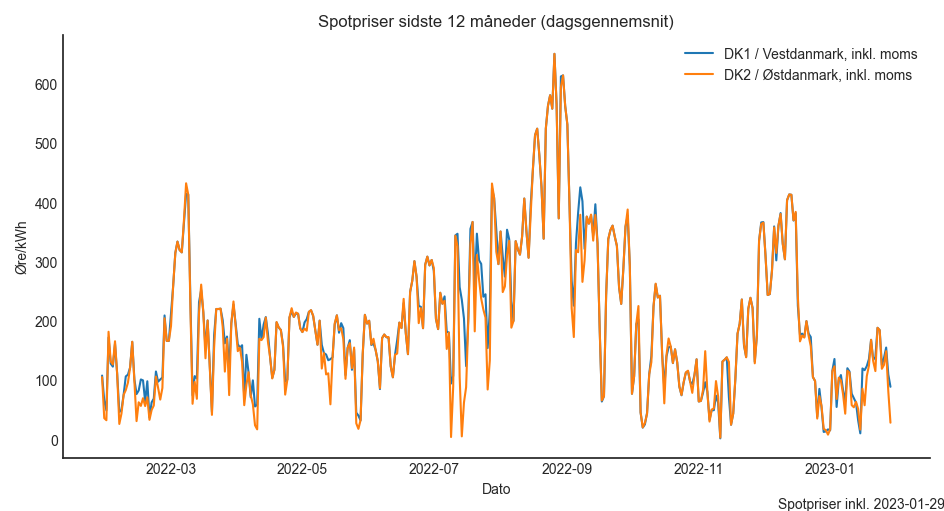 Spotpriser sidste 12 måneder (dagsgennemsnit)
DK1 / Vestdanmark, inkl. moms
DK2 / Østdanmark, inkl. moms
Øre/kWh
600
500
400
300
200
100
0
2022-03 2022-05 2022-07 2022-09 2022-11 2023-01
Dato
Spotpriser inkl. 2023-01-29